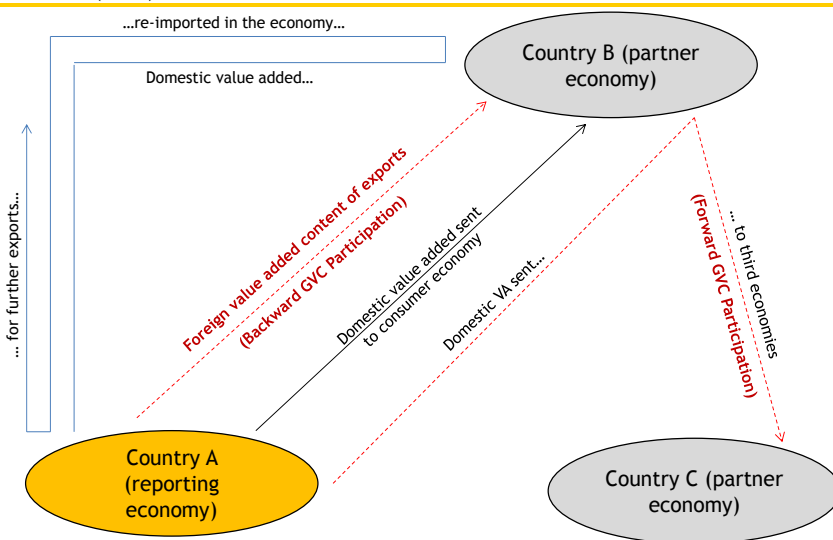 …re-imported in the economy…
Domestic value added…
Country B (partner
economy)
… for further exports…
Foreign value added content of exports
(Backward GVC Participation)
Domestic value added sent
to consumer economy
Domestic VA sent…
… to third economies
(Forward GVC Participation)
Country A
(reporting
economy)
Country C (partner
economy)